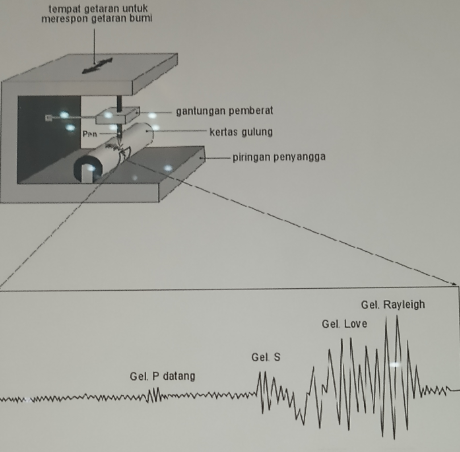 tempat getaran untuk
merespon getaran bumi
gantungan pemberat
Pen
kertas gulung
piringan penyangga
Gel. Rayleigh
Gel. Love
Gel. S
Gel. P datang